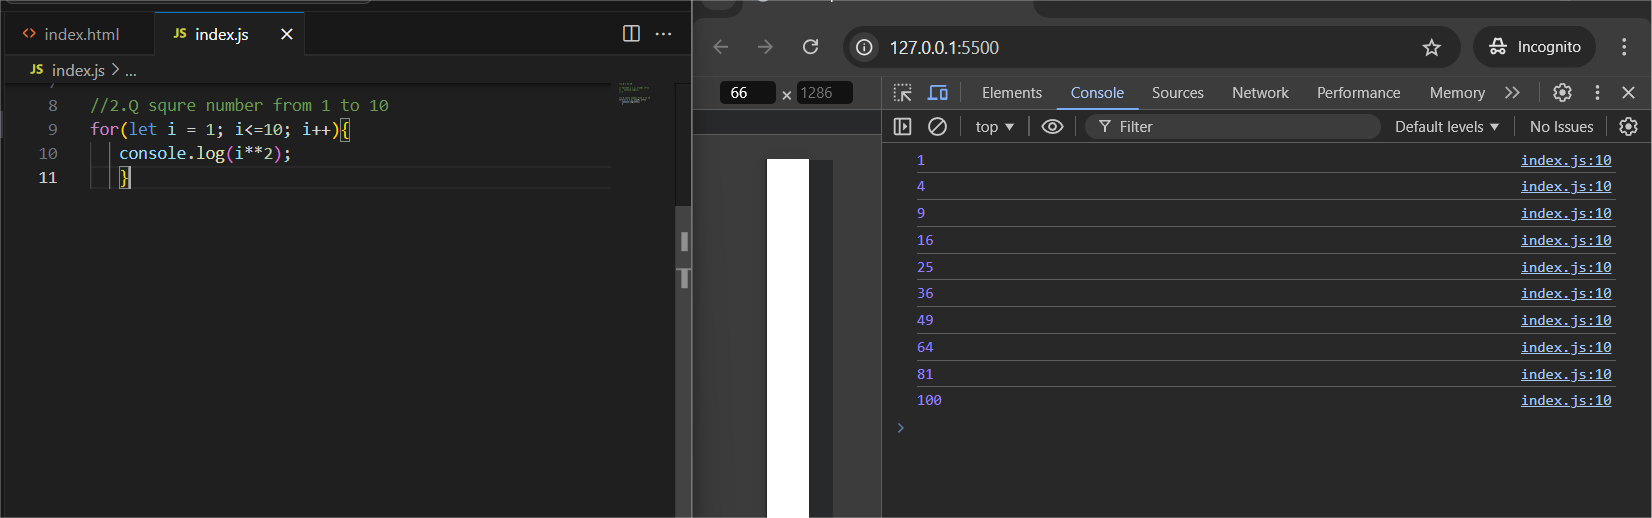 index.html
JS index.js
JS index.js > ...
8 //2.Q squre number from 1 to 10
9 for(let i = 1; i<=10; i++){
10 console.log(i**2);
11 }
127.0.0.1:5500
Incognito
66 × 1286
Elements Console Sources Network Performance Memory
top Filter Default levels No Issues
1 index.js:10
4 index.js:10
9 index.js:10
16 index.js:10
25 index.js:10
36 index.js:10
49 index.js:10
64 index.js:10
81 index.js:10
100 index.js:10